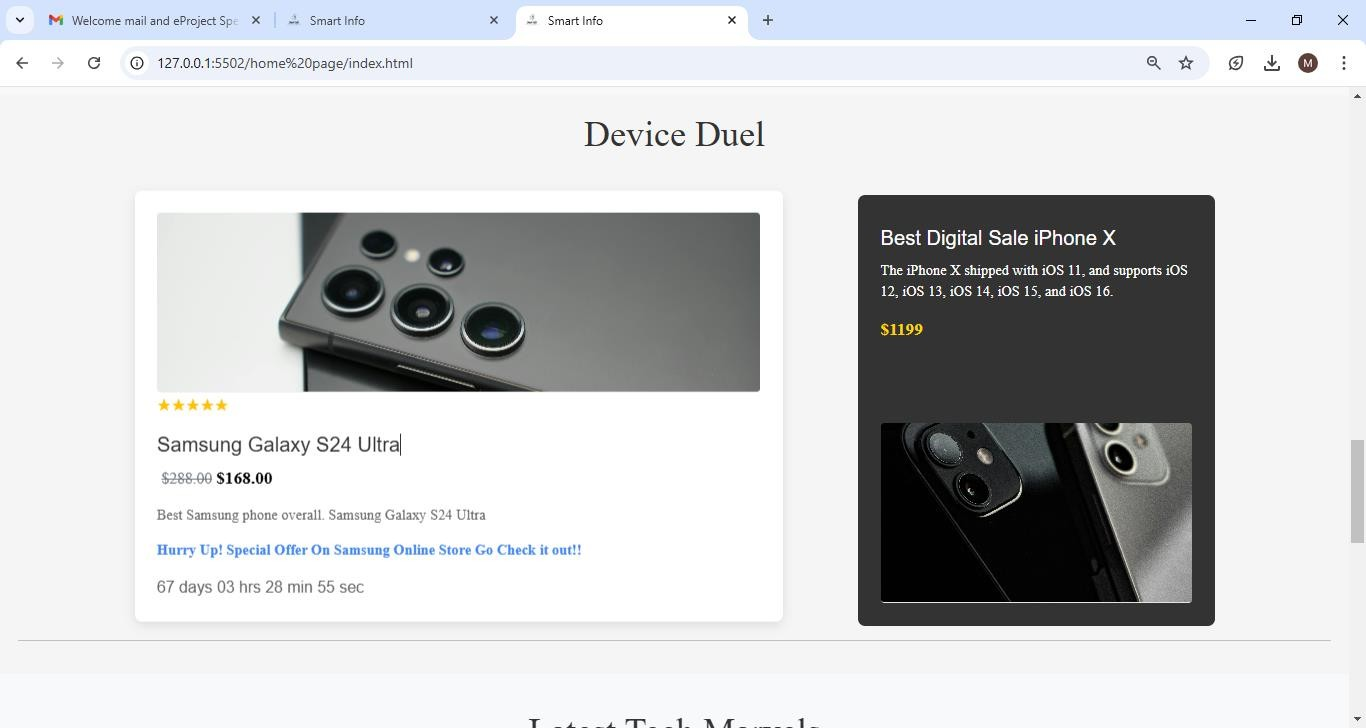 Welcome mail and eProject Spe
Smart Info
Smart Info
127.0.0.1:5502/home%20page/index.html
M
Device Duel
★★★★★
Samsung Galaxy S24 Ultra
$288.00 $168.00
Best Samsung phone overall. Samsung Galaxy S24 Ultra
Hurry Up! Special Offer On Samsung Online Store Go Check it out!!
67 days 03 hrs 28 min 55 sec
Best Digital Sale iPhone X
The iPhone X shipped with iOS 11, and supports iOS
12, iOS 13, iOS 14, iOS 15, and iOS 16.
$1199
Latest Tech Marvels